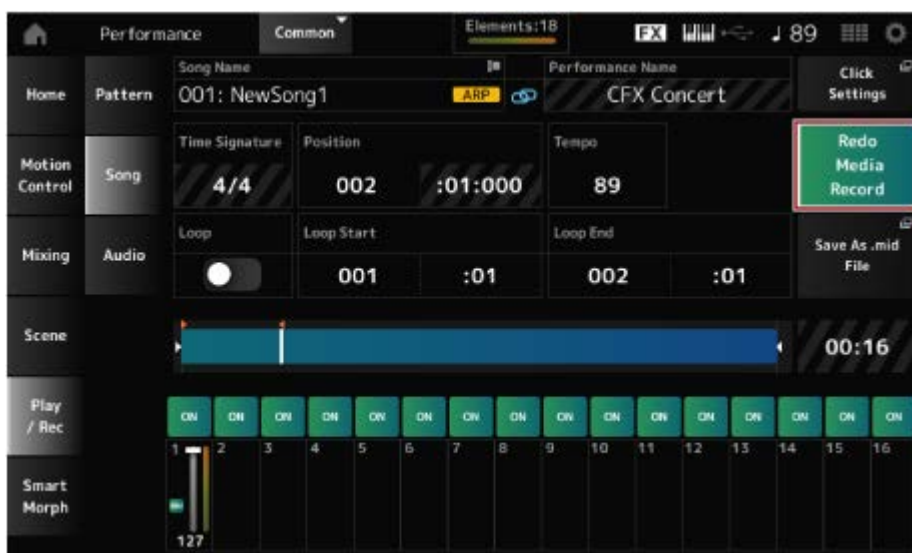 Performance
Common
Elements:18
FX
♩ 89
Home
Pattern
Song Name
001: NewSong1
ARP
Performance Name
CFX Concert
Click
Settings
Motion
Control
Song
Time Signature
4/4
Position
002 :01:000
Tempo
89
Redo
Media
Record
Mixing
Audio
Loop
Loop Start
001 :01
Loop End
002 :01
Save As .mid
File
Scene
00:16
Play
/ Rec
ON ON ON ON ON ON ON ON ON ON ON ON ON ON ON ON
1 2 3 4 5 6 7 8 9 10 11 12 13 14 15 16
Smart
Morph
127